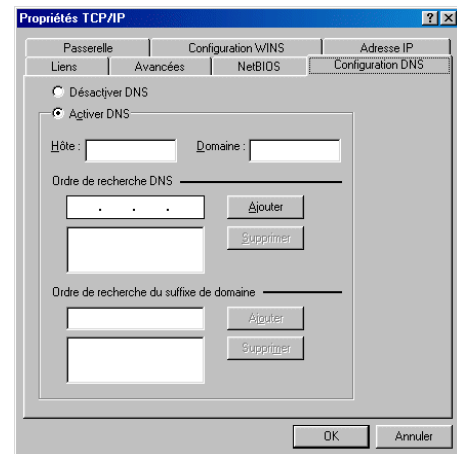 Propriétés TCP/IP
Passerelle Configuration WINS Adresse IP
Liens Avancées NetBIOS Configuration DNS
Désactiver DNS
Activer DNS
Hôte : Domaine :
Ordre de recherche DNS
. . . Ajouter
Supprimer
Ordre de recherche du suffixe de domaine
Ajouter
Supprimer
OK Annuler